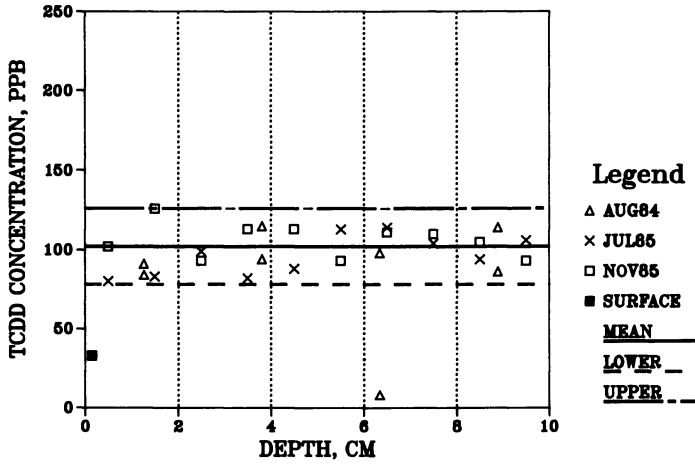 250
200
150
100
50
0
TCDD CONCENTRATION, PPB
0 2 4 6 8 10
DEPTH, CM
Legend
AUG84
JUL85
NOV85
SURFACE
MEAN
LOWER
UPPER